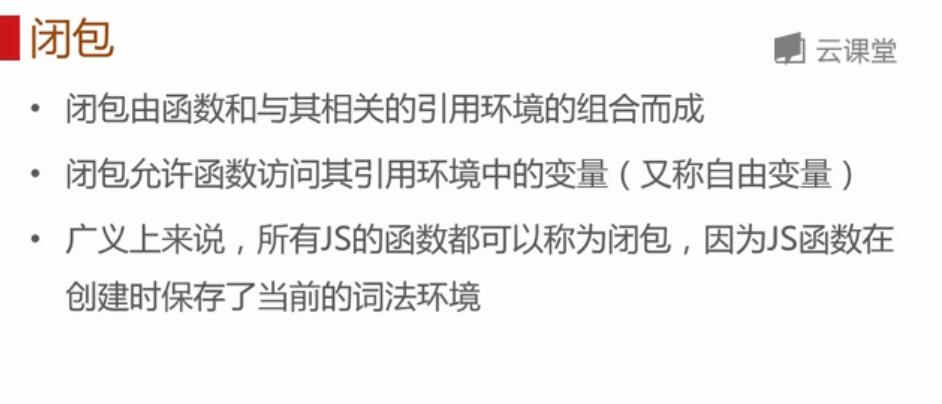 闭包
云课堂
• 闭包由函数和与其相关的引用环境的组合而成
• 闭包允许函数访问其引用环境中的变量（又称自由变量）
• 广义上来说，所有JS的函数都可以称为闭包，因为JS函数在
创建时保存了当前的词法环境